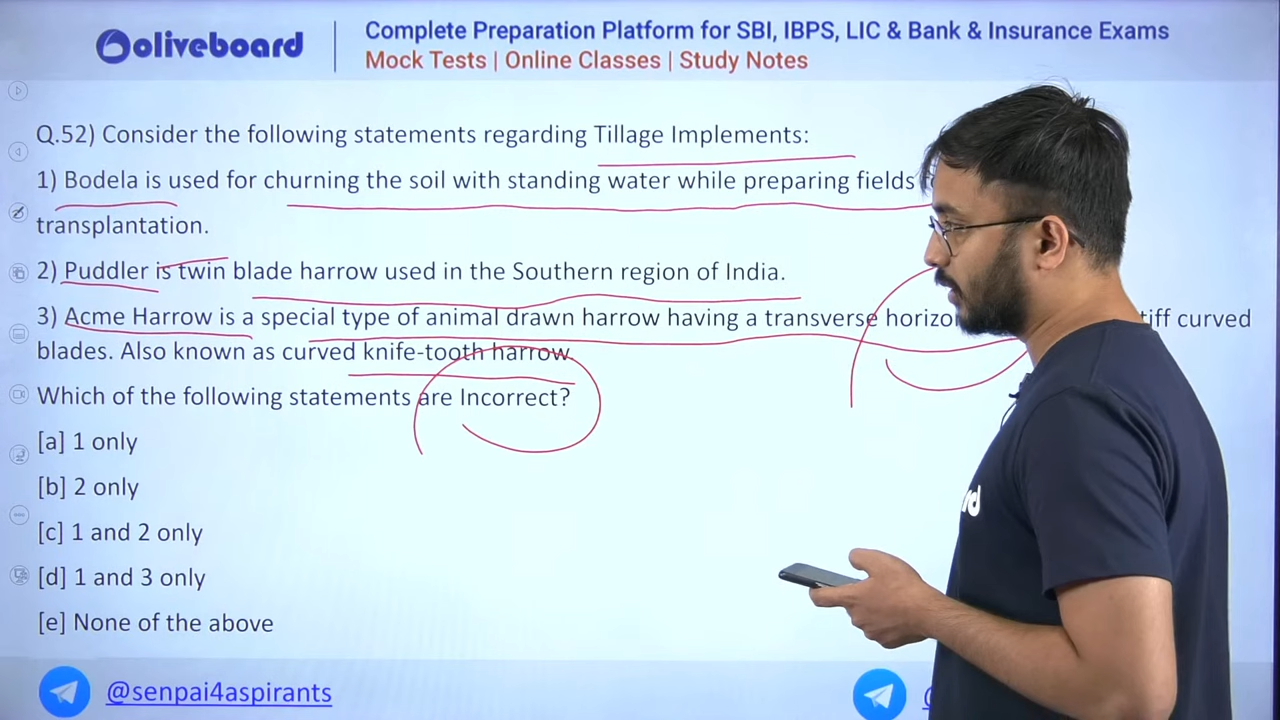 oliveboard
Complete Preparation Platform for SBI, IBPS, LIC & Bank & Insurance Exams
Mock Tests | Online Classes | Study Notes
Q.52) Consider the following statements regarding Tillage Implements:
1) Bodela is used for churning the soil with standing water while preparing fields
transplantation.
2) Puddler is twin blade harrow used in the Southern region of India.
3) Acme Harrow is a special type of animal drawn harrow having a transverse curved
blades. Also known as curved knife-tooth harrow
Which of the following statements are Incorrect?
[a] 1 only
[b] 2 only
[c] 1 and 2 only
[d] 1 and 3 only
[e] None of the above
@senpai4aspirants